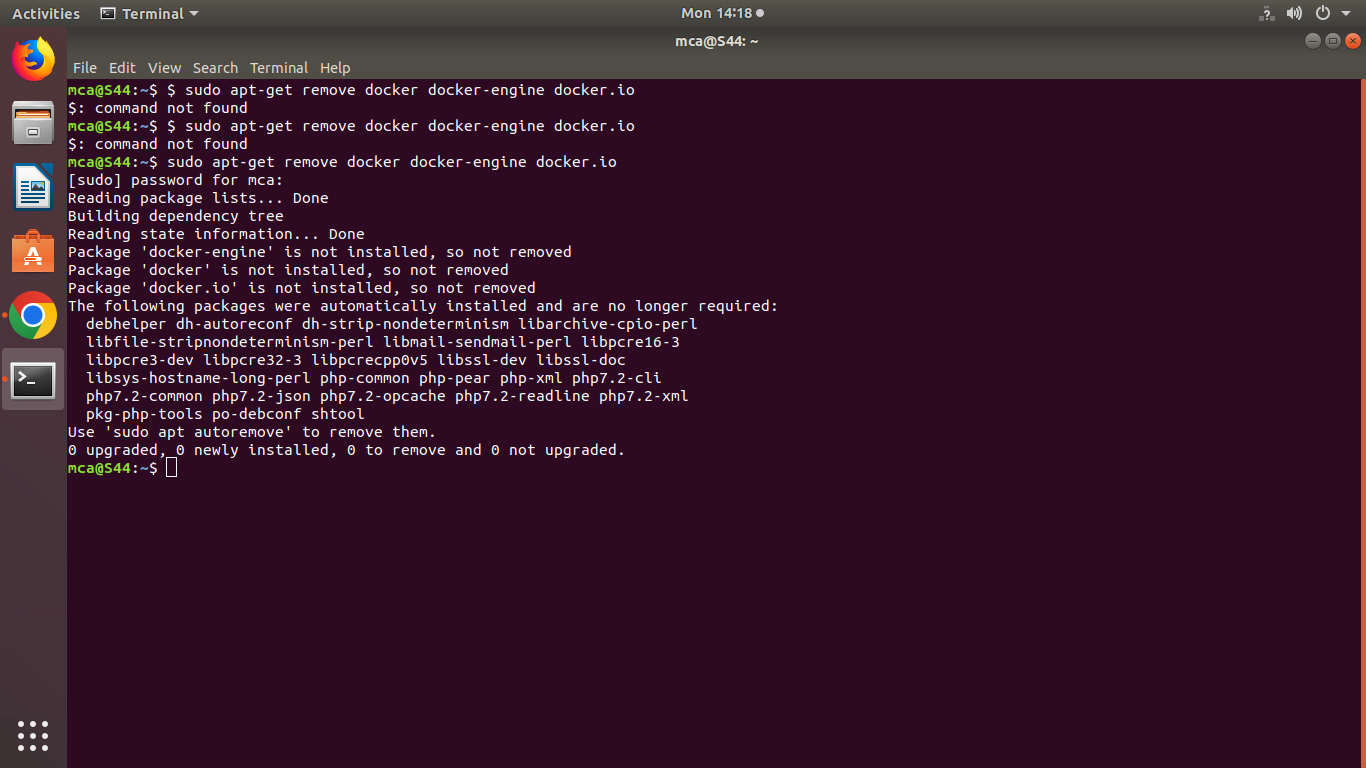 Activities Terminal Mon 14:18
mca@S44: ~
File Edit View Search Terminal Help
mca@S44:~$ $ sudo apt-get remove docker docker-engine docker.io
$: command not found
mca@S44:~$ $ sudo apt-get remove docker docker-engine docker.io
$: command not found
mca@S44:~$ sudo apt-get remove docker docker-engine docker.io
[sudo] password for mca:
Reading package lists... Done
Building dependency tree
Reading state information... Done
Package 'docker-engine' is not installed, so not removed
Package 'docker' is not installed, so not removed
Package 'docker.io' is not installed, so not removed
The following packages were automatically installed and are no longer required:
  debhelper dh-autoreconf dh-strip-nondeterminism libarchive-cpio-perl
  libfile-stripnondeterminism-perl libmail-sendmail-perl libpcre16-3
  libpcre3-dev libpcre32-3 libpcrecpp0v5 libssl-dev libssl-doc
  libsys-hostname-long-perl php-common php-pear php-xml php7.2-cli
  php7.2-common php7.2-json php7.2-opcache php7.2-readline php7.2-xml
  pkg-php-tools po-debconf shtool
Use 'sudo apt autoremove' to remove them.
0 upgraded, 0 newly installed, 0 to remove and 0 not upgraded.
mca@S44:~$